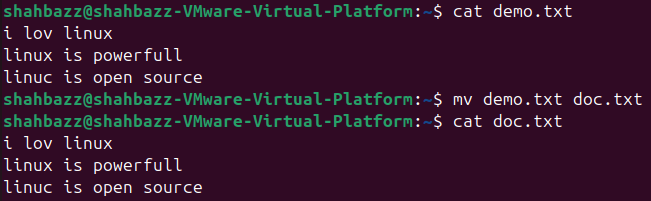 shahbazz@shahbazz-VMware-Virtual-Platform:~$ cat demo.txt
i lov linux
linux is powerfull
linuc is open source
shahbazz@shahbazz-VMware-Virtual-Platform:~$ mv demo.txt doc.txt
shahbazz@shahbazz-VMware-Virtual-Platform:~$ cat doc.txt
i lov linux
linux is powerfull
linuc is open source